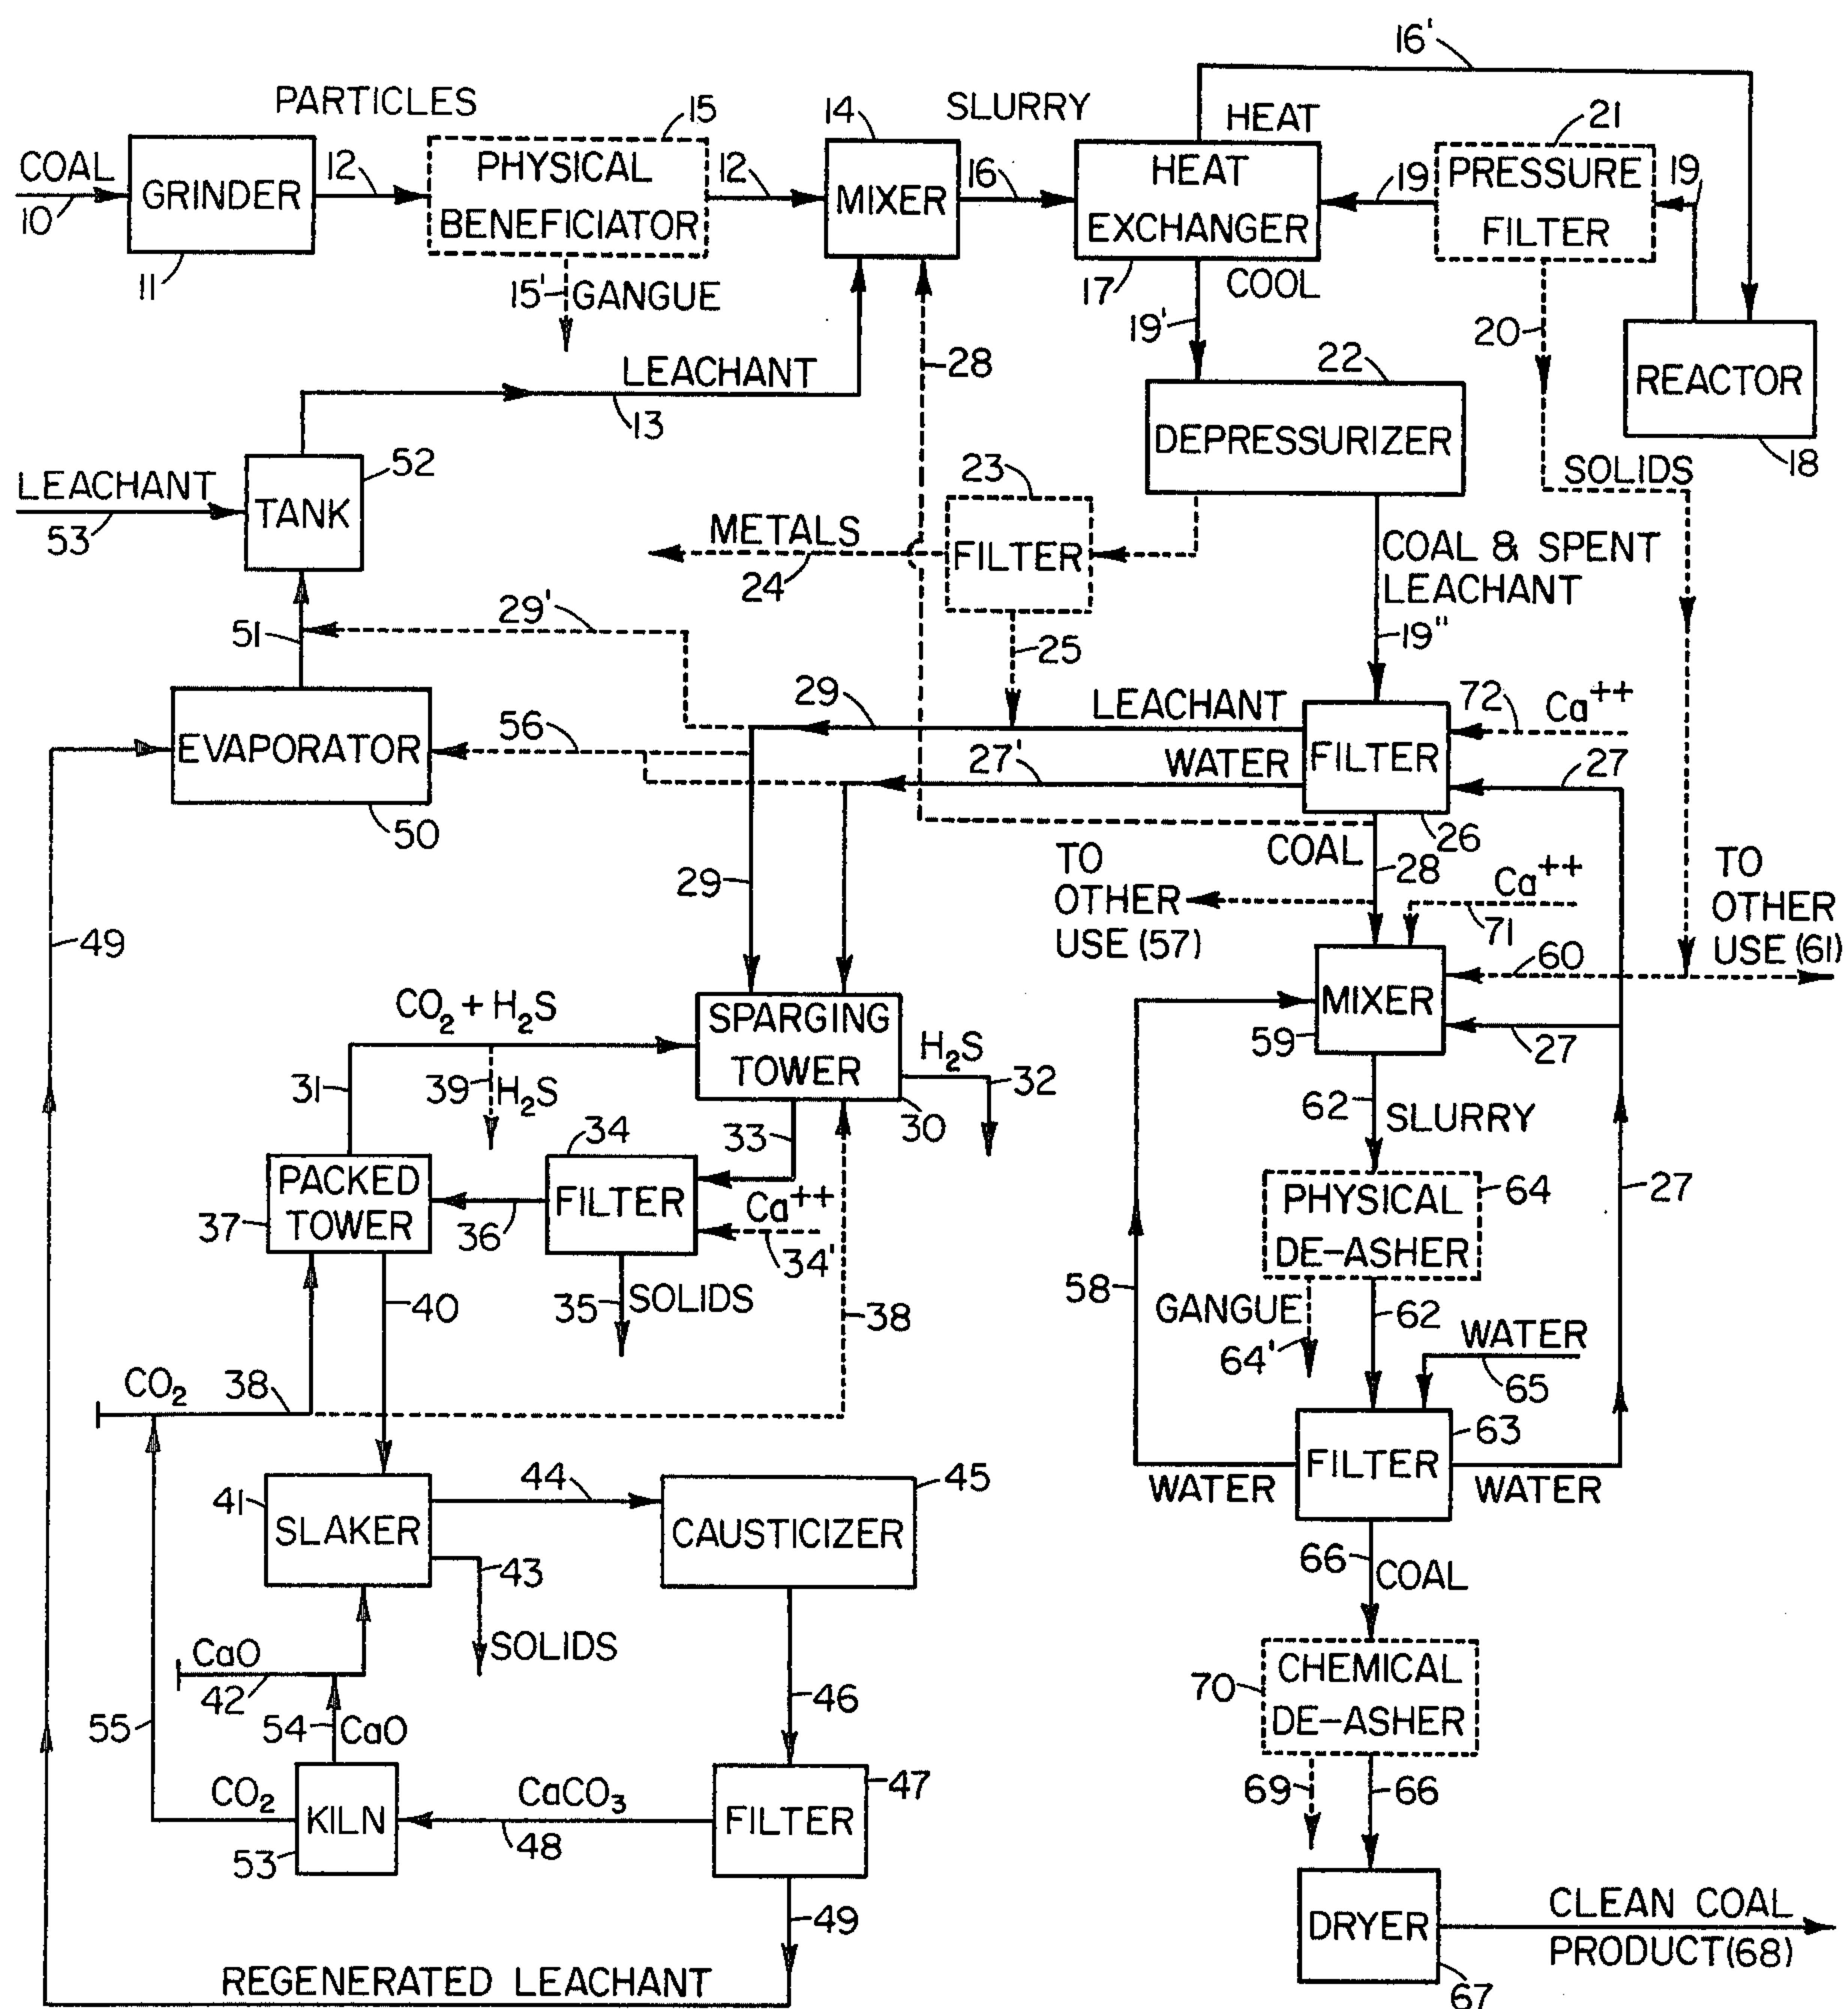 16'
PARTICLES
15
14
SLURRY
HEAT
21
COAL
10
GRINDER
11
12
PHYSICAL
BENEFICIATOR
12
MIXER
16
HEAT
EXCHANGER
19
PRESSURE
FILTER
19
15'
GANGUE
17
COOL
19'
20
28
22
REACTOR
18
LEACHANT
13
DEPRESSURIZER
LEACHANT
53
TANK
52
23
SOLIDS
METALS
24
FILTER
COAL & SPENT
LEACHANT
29'
51
25
19"
29
LEACHANT
72
Ca++
EVAPORATOR
50
56
27'
WATER
FILTER
26
27
COAL
28
TO
OTHER
USE (57)
Ca++
71
TO
OTHER
USE (61)
29
49
60
CO2 + H2S
SPARGING
TOWER
30
H2S
32
MIXER
59
27
31
39
H2S
33
62
SLURRY
34
PACKED
TOWER
37
36
FILTER
Ca++
34'
PHYSICAL
DE-ASHER
64
27
58
40
35
SOLIDS
38
GANGUE
64'
62
WATER
65
CO2
38
FILTER
63
WATER
WATER
41
SLAKER
44
CAUSTICIZER
45
43
66
COAL
SOLIDS
CaO
42
46
CHEMICAL
DE-ASHER
70
55
54
CaO
CO2
KILN
53
CaCO3
48
FILTER
47
69
66
49
DRYER
67
CLEAN COAL
PRODUCT (68)
REGENERATED LEACHANT